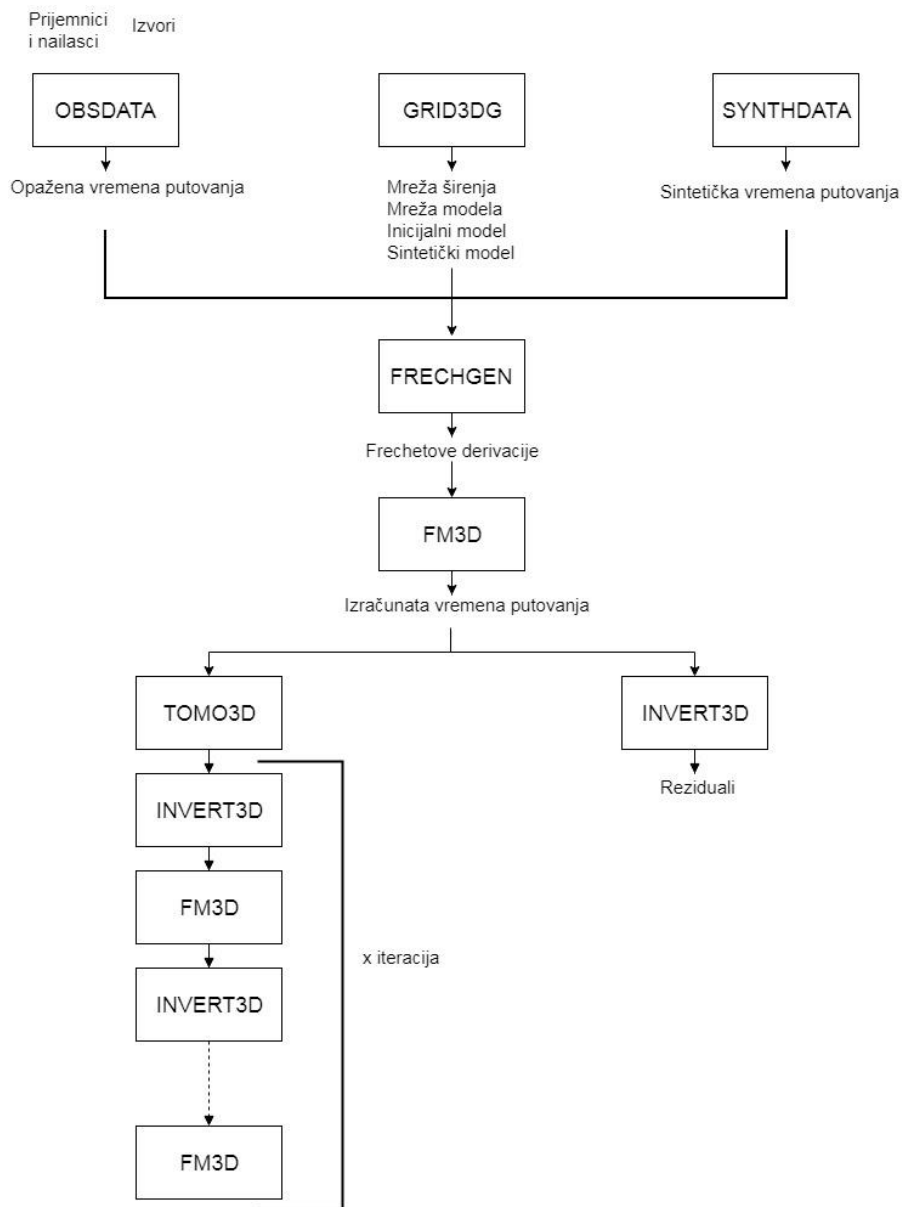 Prijemnici
i nailasci
Izvori
OBSDATA
GRID3DG
SYNTHDATA
Opažena vremena putovanja
Mreža širenja
Mreža modela
Inicijalni model
Sintetički model
Sintetička vremena putovanja
FRECHGEN
Frechetove derivacije
FM3D
Izračunata vremena putovanja
TOMO3D
INVERT3D
INVERT3D
Reziduali
FM3D
x iteracija
INVERT3D
FM3D